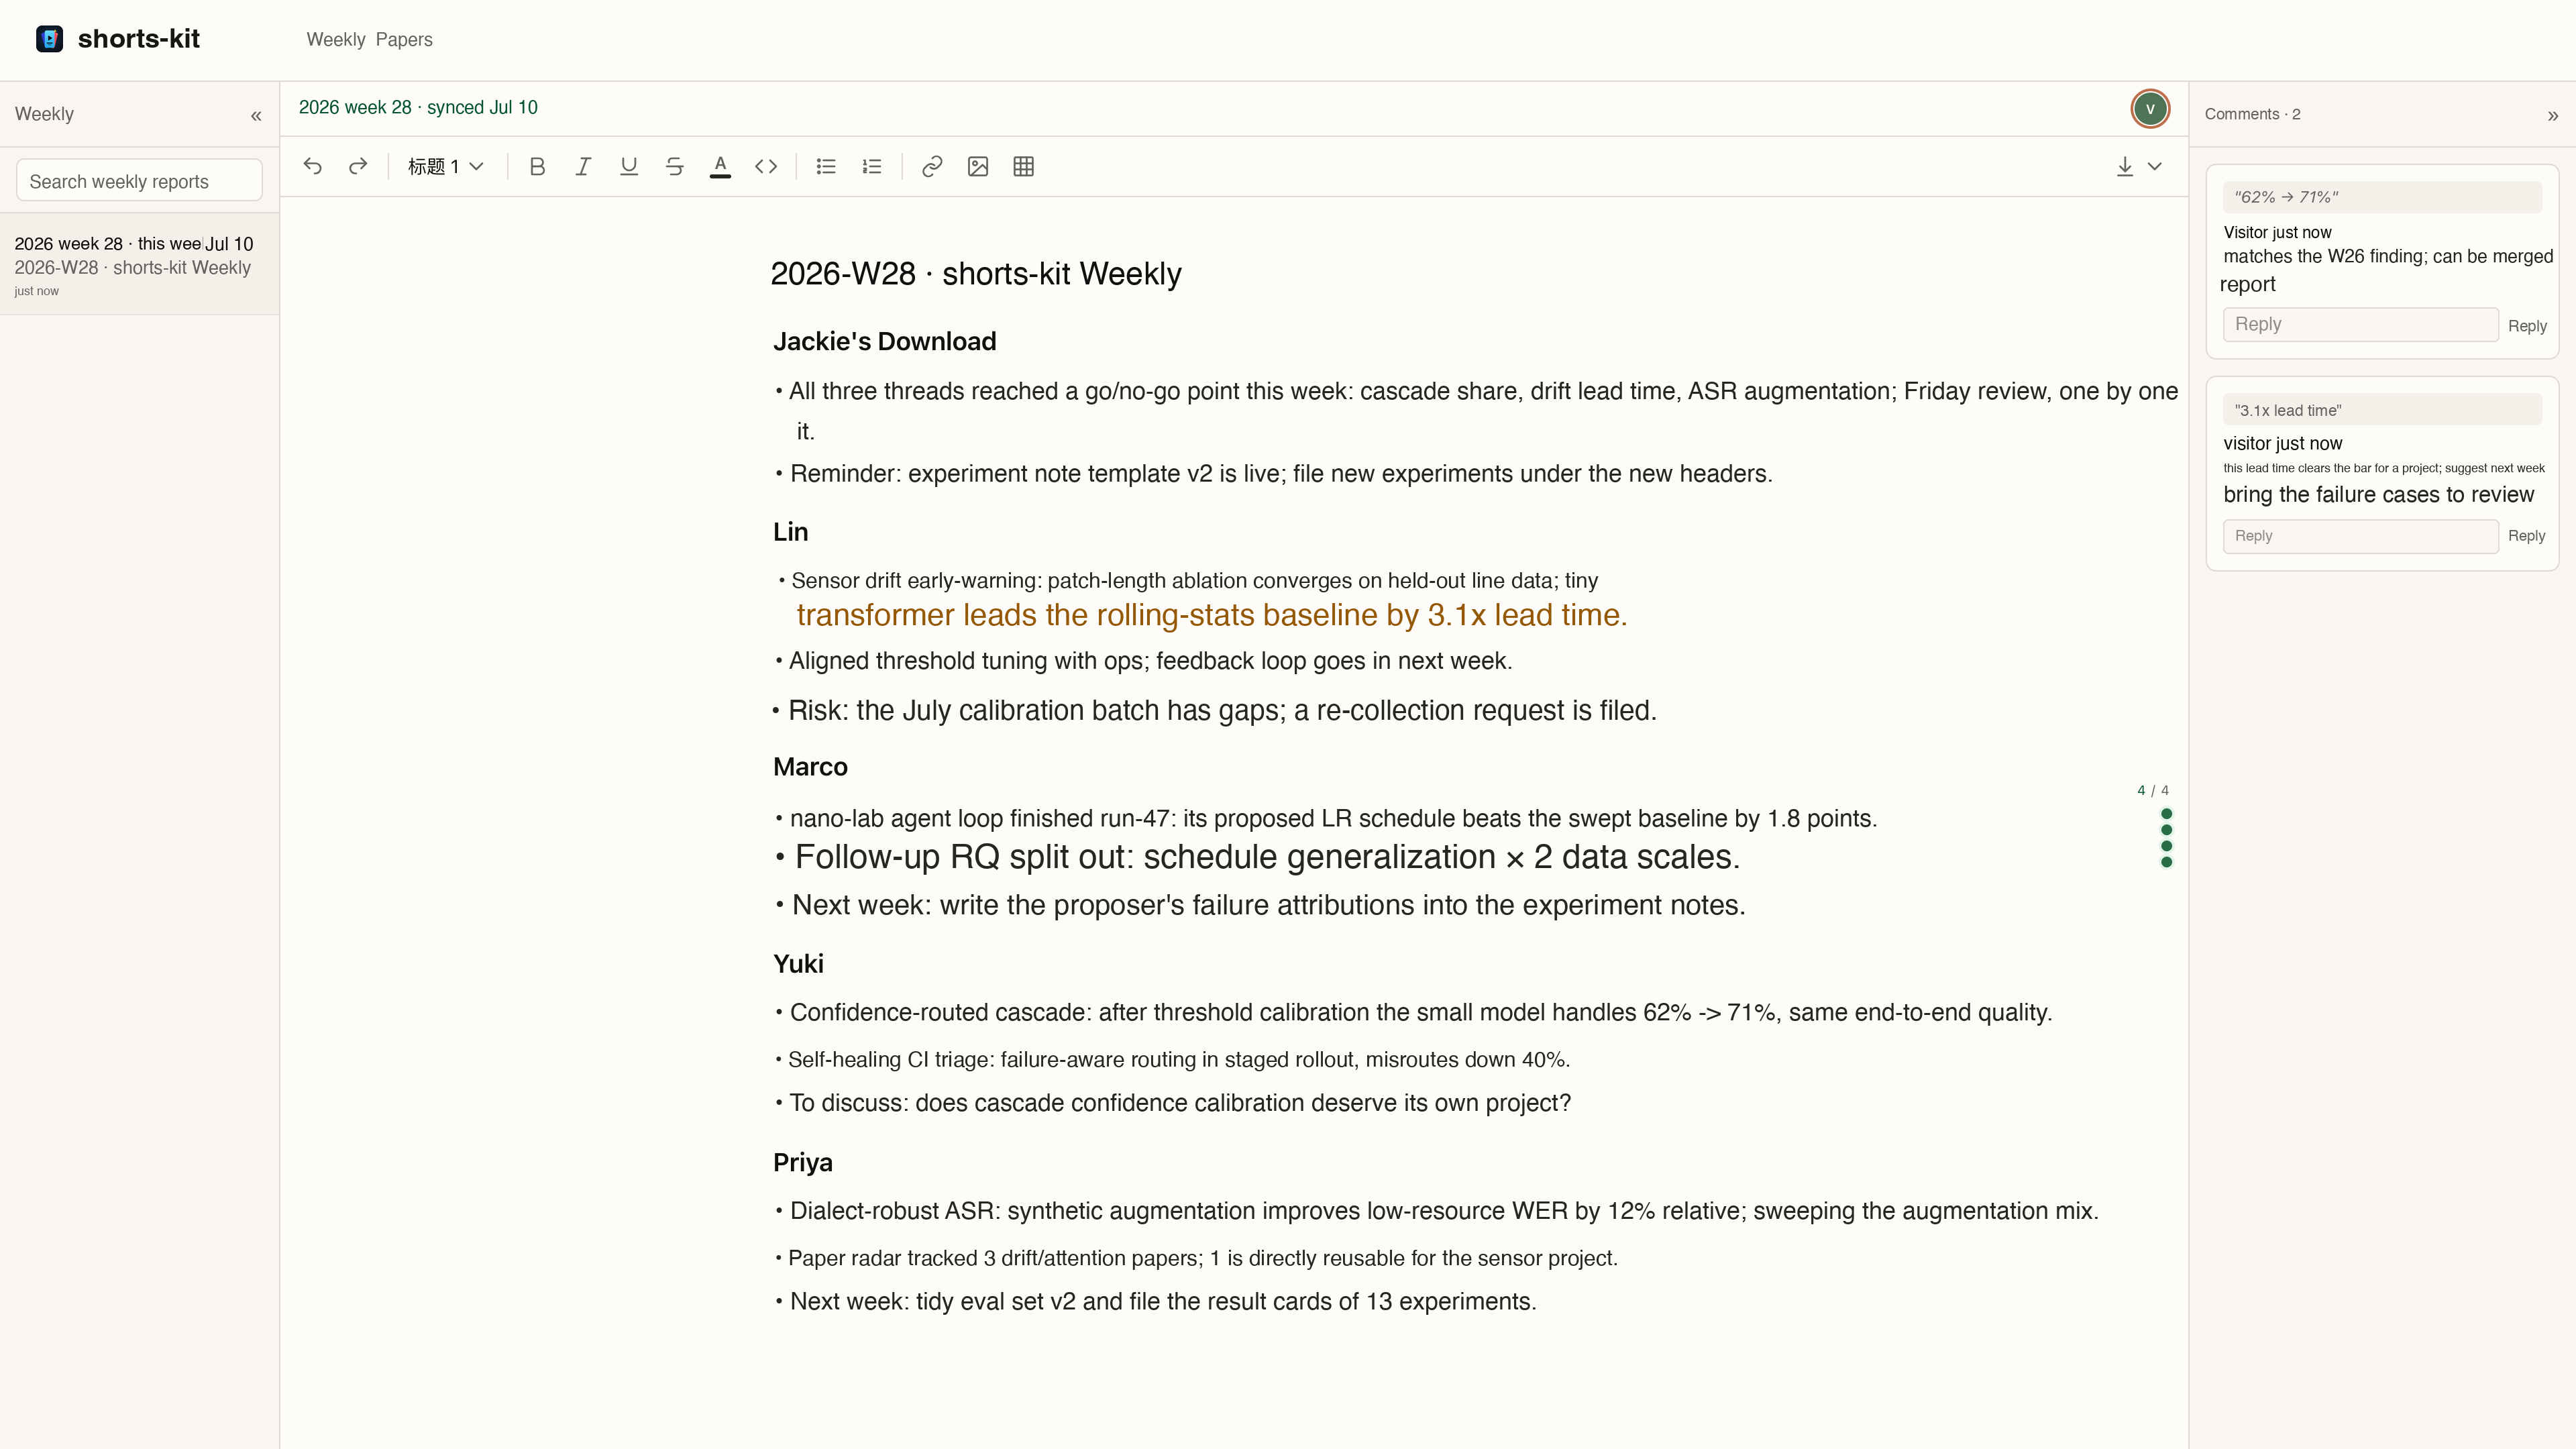 shorts-kit
Weekly Papers
Weekly «
Search weekly reports
2026 week 28 · this wee Jul 10
2026-W28 · shorts-kit Weekly
just now
2026 week 28 · synced Jul 10
V
标题 1
B I U S A
2026-W28 · shorts-kit Weekly
Jackie's Download
• All three threads reached a go/no-go point this week: cascade share, drift lead time, ASR augmentation; Friday review, one by one
it.
• Reminder: experiment note template v2 is live; file new experiments under the new headers.
Lin
• Sensor drift early-warning: patch-length ablation converges on held-out line data; tiny
transformer leads the rolling-stats baseline by 3.1x lead time.
• Aligned threshold tuning with ops; feedback loop goes in next week.
• Risk: the July calibration batch has gaps; a re-collection request is filed.
Marco
• nano-lab agent loop finished run-47: its proposed LR schedule beats the swept baseline by 1.8 points.
• Follow-up RQ split out: schedule generalization × 2 data scales.
• Next week: write the proposer's failure attributions into the experiment notes.
Yuki
• Confidence-routed cascade: after threshold calibration the small model handles 62% -> 71%, same end-to-end quality.
• Self-healing CI triage: failure-aware routing in staged rollout, misroutes down 40%.
• To discuss: does cascade confidence calibration deserve its own project?
Priya
• Dialect-robust ASR: synthetic augmentation improves low-resource WER by 12% relative; sweeping the augmentation mix.
• Paper radar tracked 3 drift/attention papers; 1 is directly reusable for the sensor project.
• Next week: tidy eval set v2 and file the result cards of 13 experiments.
4 / 4
Comments · 2 »
"62% → 71%"
Visitor just now
matches the W26 finding; can be merged
report
Reply Reply
"3.1x lead time"
visitor just now
this lead time clears the bar for a project; suggest next week
bring the failure cases to review
Reply Reply